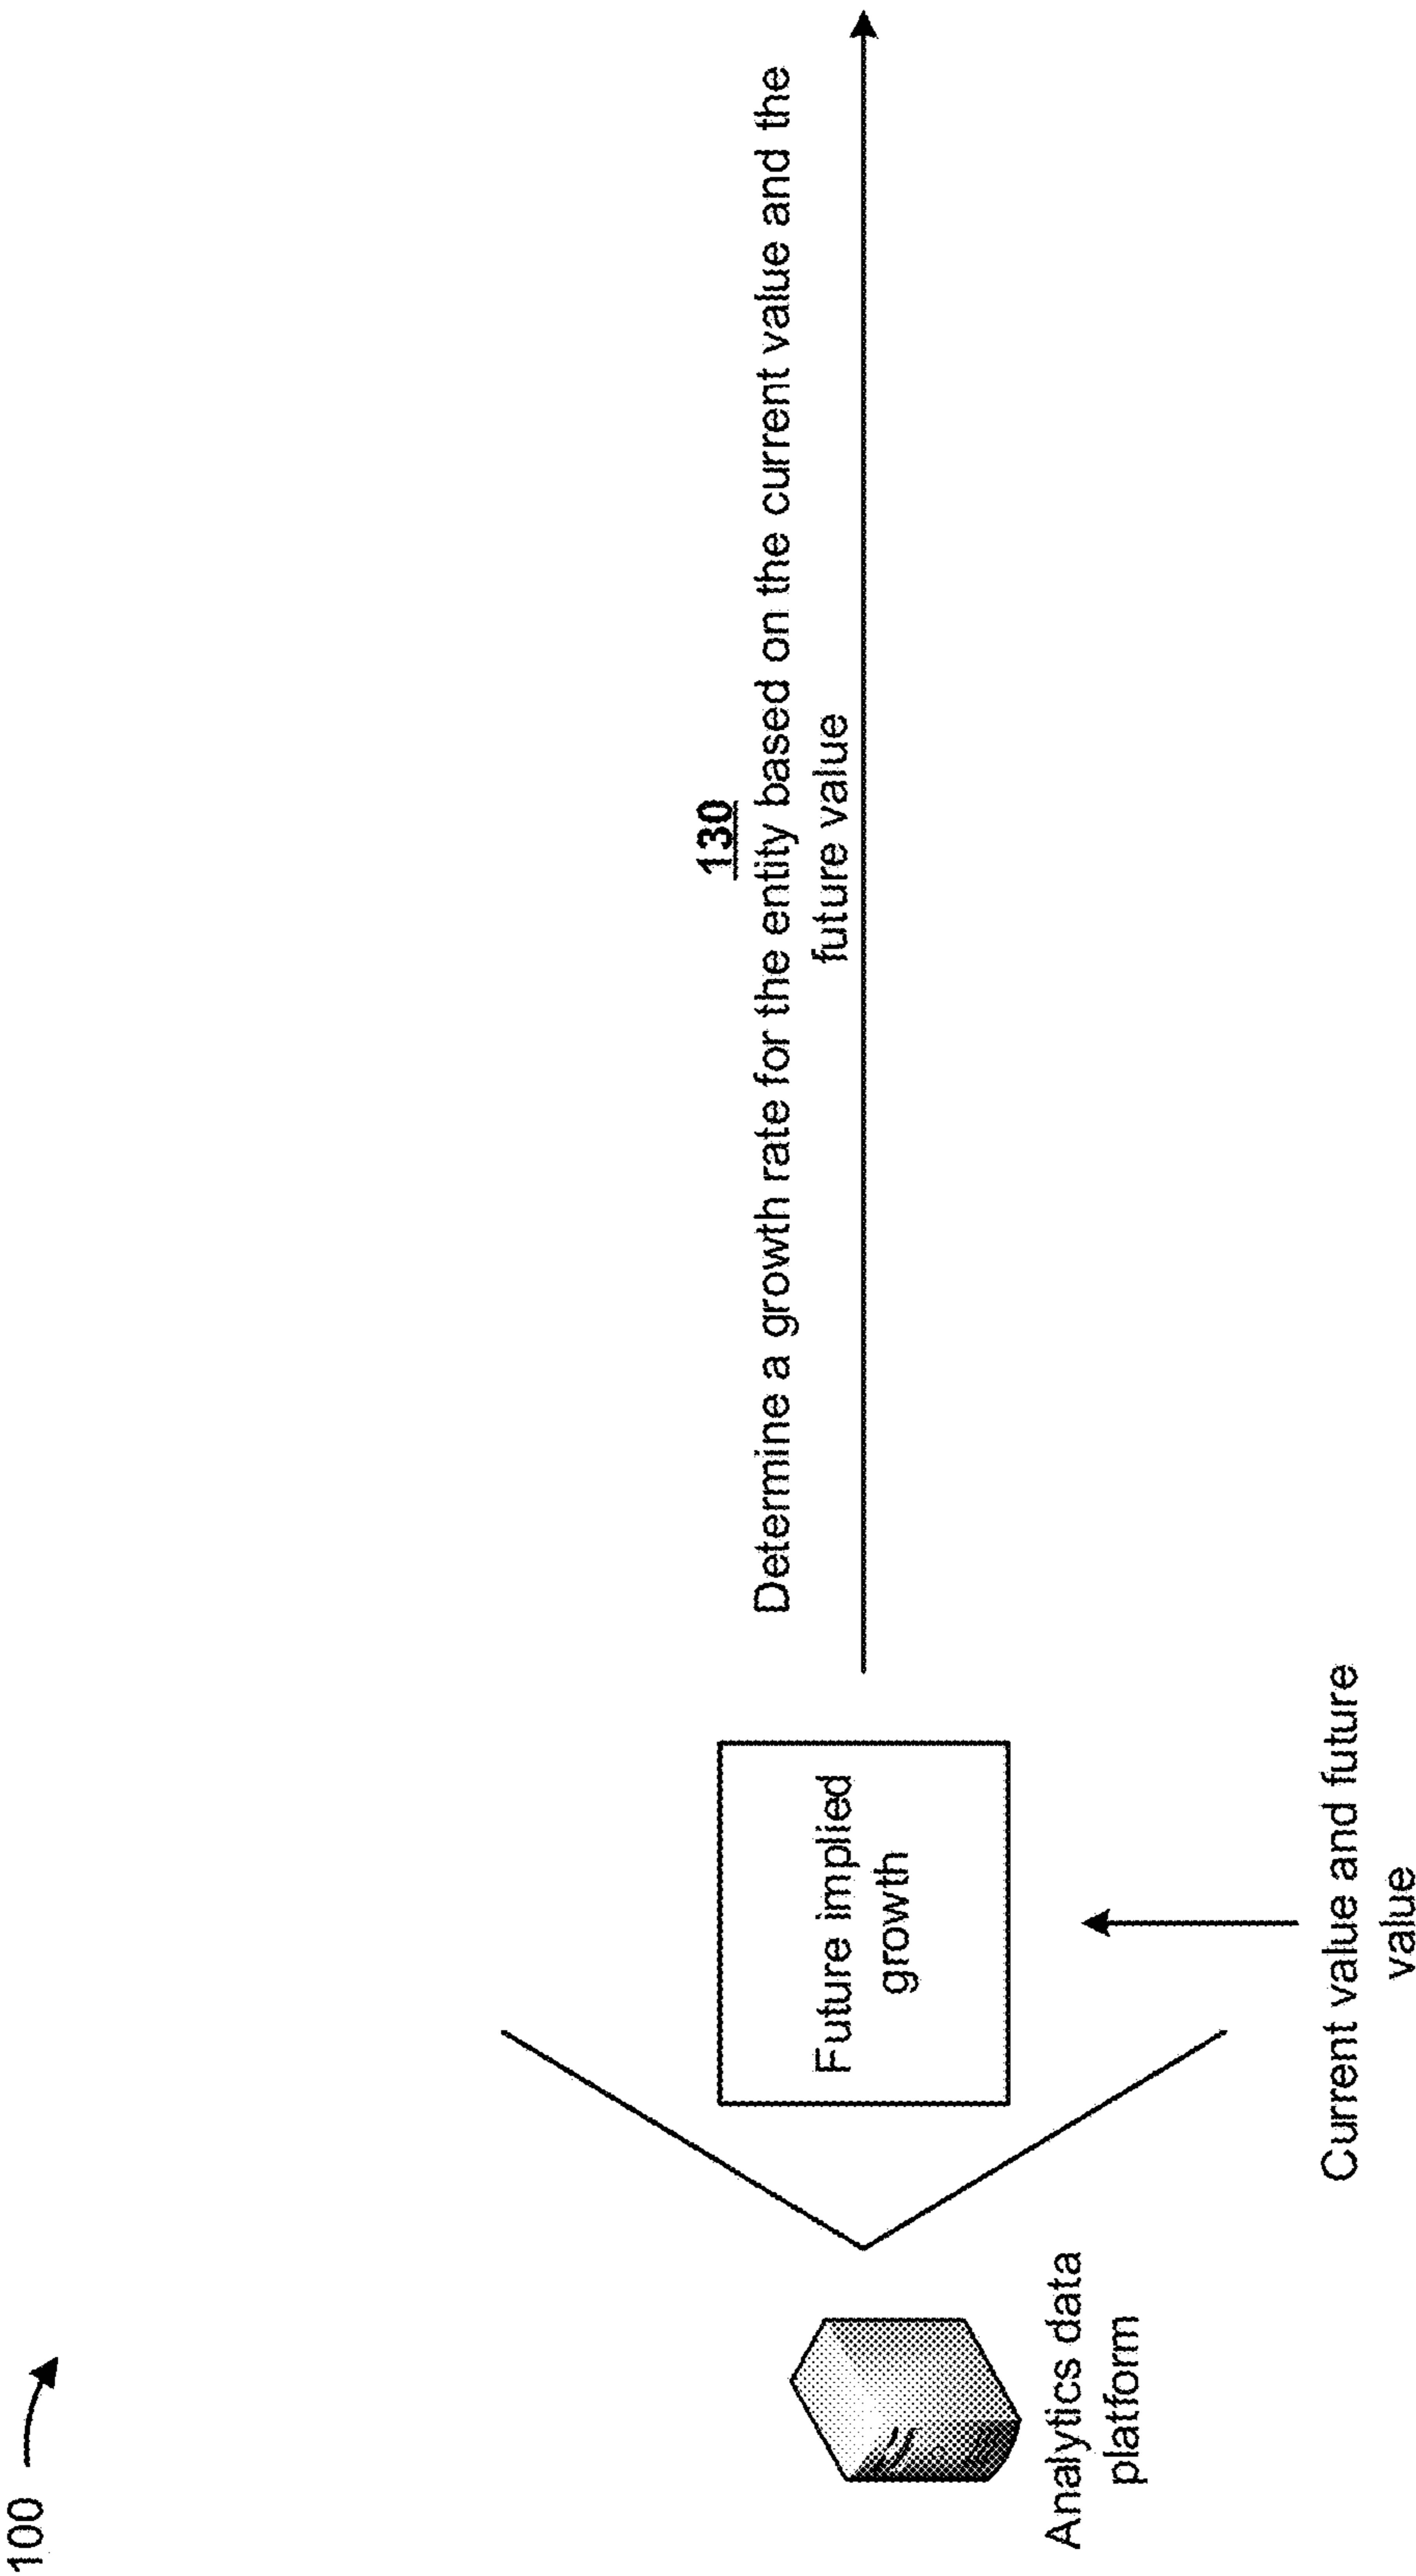 100
130
Determine a growth rate for the entity based on the current value and the
future value
Future implied
growth
Analytics data
platform
Current value and future
value